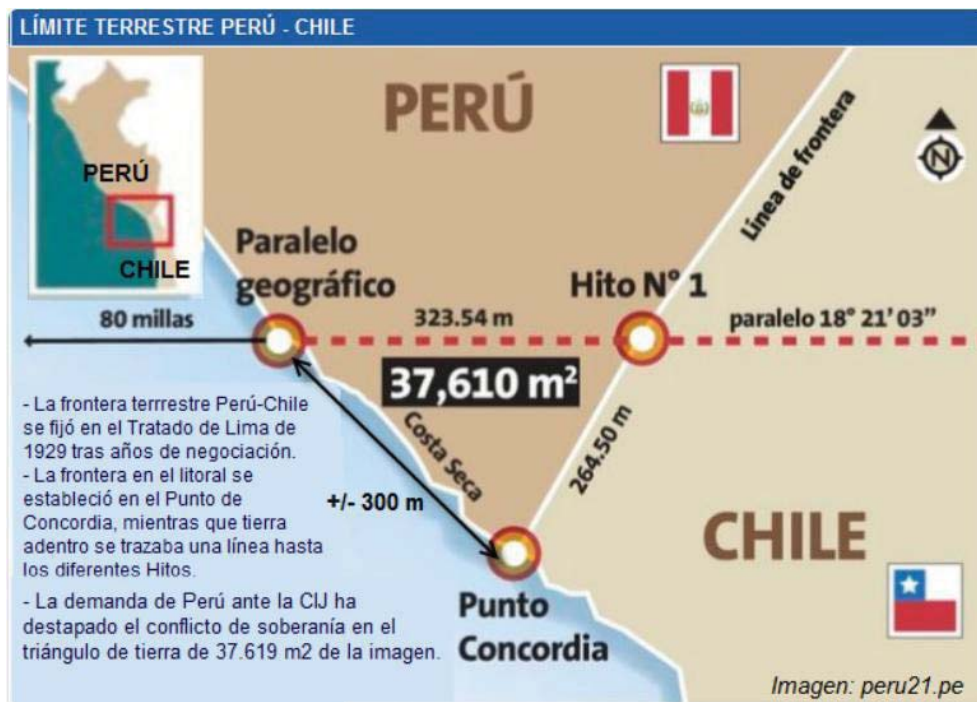 LÍMITE TERRESTRE PERÚ - CHILE
PERÚ
CHILE
PERÚ
Línea de frontera
N
Paralelo
geográfico
Hito N° 1
80 millas
323.54 m
paralelo 18° 21' 03”
37,610 m²
- La frontera terrrestre Perú-Chile
se fijó en el Tratado de Lima de
1929 tras años de negociación.
- La frontera en el litoral se
estableció en el Punto de
Concordia, mientras que tierra
adentro se trazaba una línea hasta
los diferentes Hitos.
- La demanda de Perú ante la CIJ ha
destapado el conflicto de soberanía en el
triángulo de tierra de 37.619 m2 de la imagen.
Costa Seca
+/- 300 m
264.50 m
CHILE
Punto
Concordia
Imagen: peru21.pe